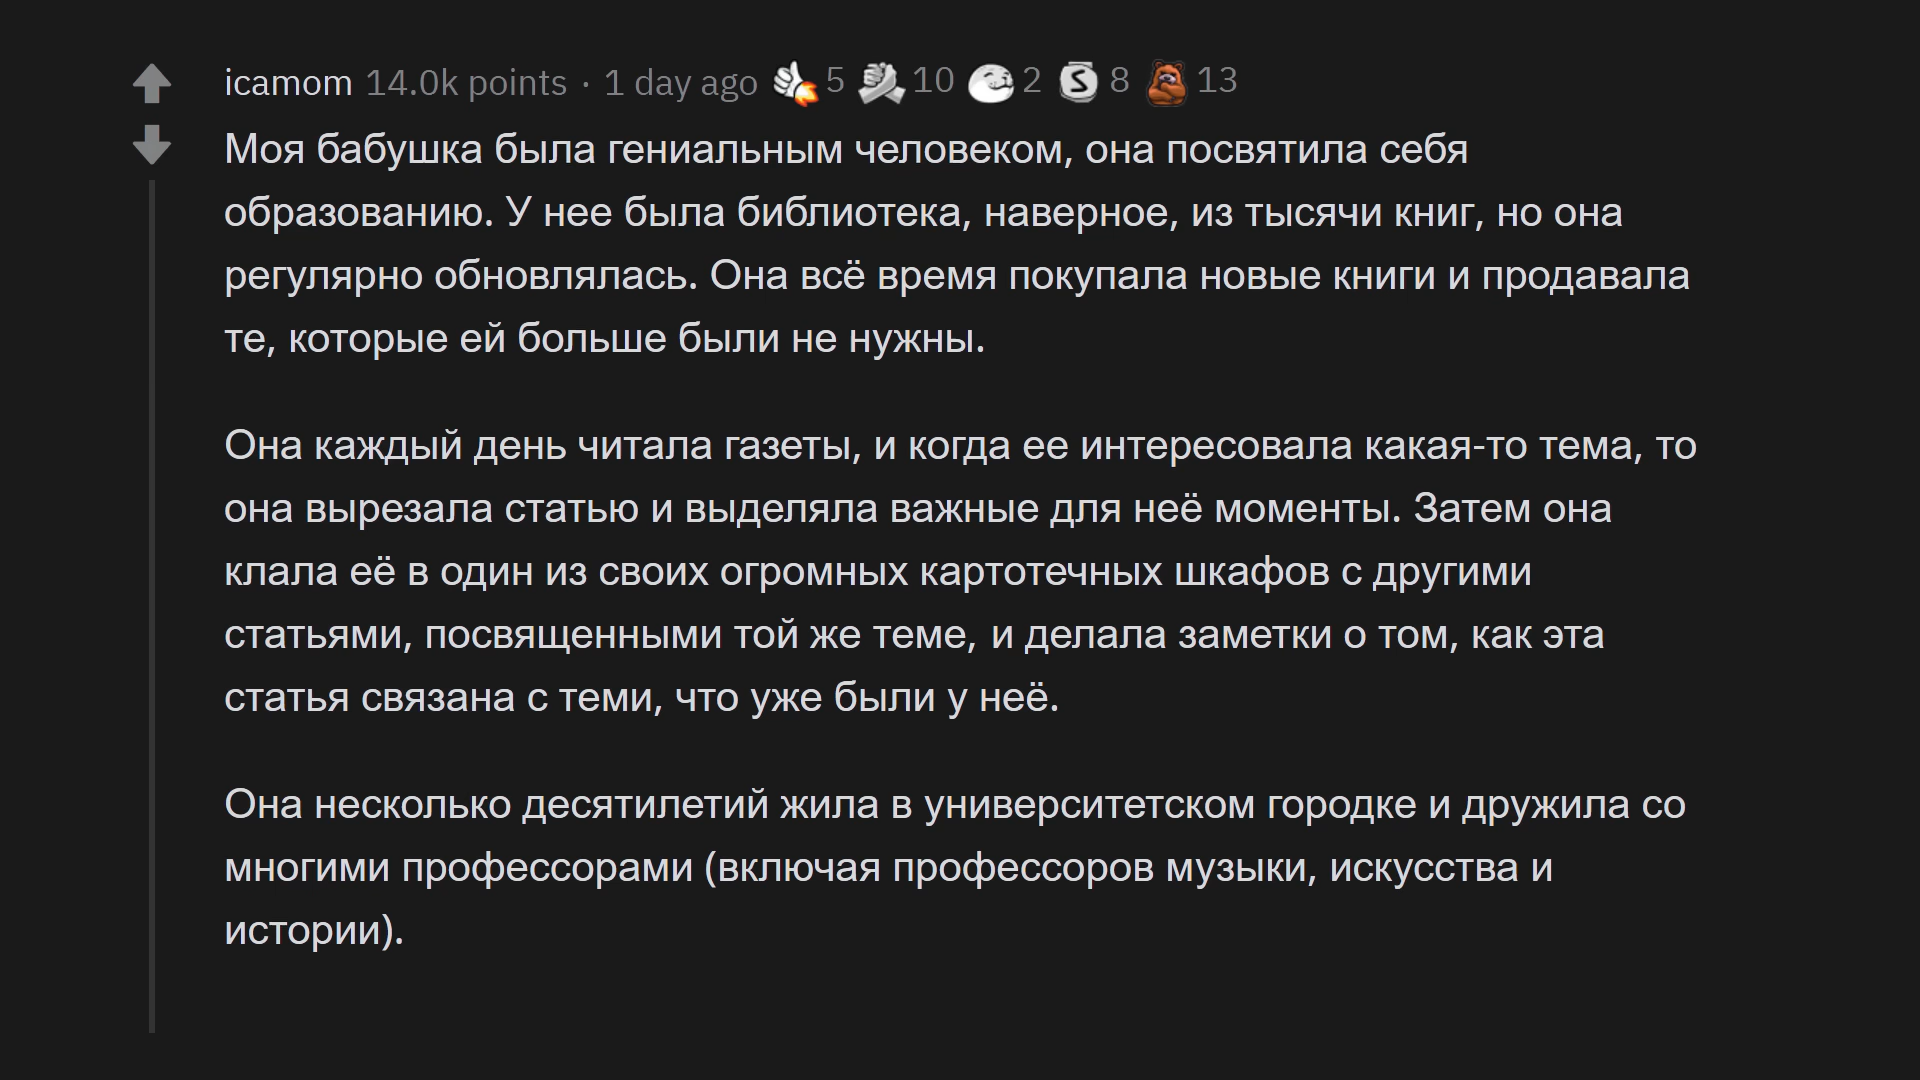 icamom 14.0k points · 1 day ago 5 10 2 S 8 13
Моя бабушка была гениальным человеком, она посвятила себя
образованию. У нее была библиотека, наверное, из тысячи книг, но она
регулярно обновлялась. Она всё время покупала новые книги и продавала
те, которые ей больше были не нужны.
Она каждый день читала газеты, и когда ее интересовала какая-то тема, то
она вырезала статью и выделяла важные для неё моменты. Затем она
клала её в один из своих огромных картотечных шкафов с другими
статьями, посвященными той же теме, и делала заметки о том, как эта
статья связана с теми, что уже были у неё.
Она несколько десятилетий жила в университетском городке и дружила со
многими профессорами (включая профессоров музыки, искусства и
истории).